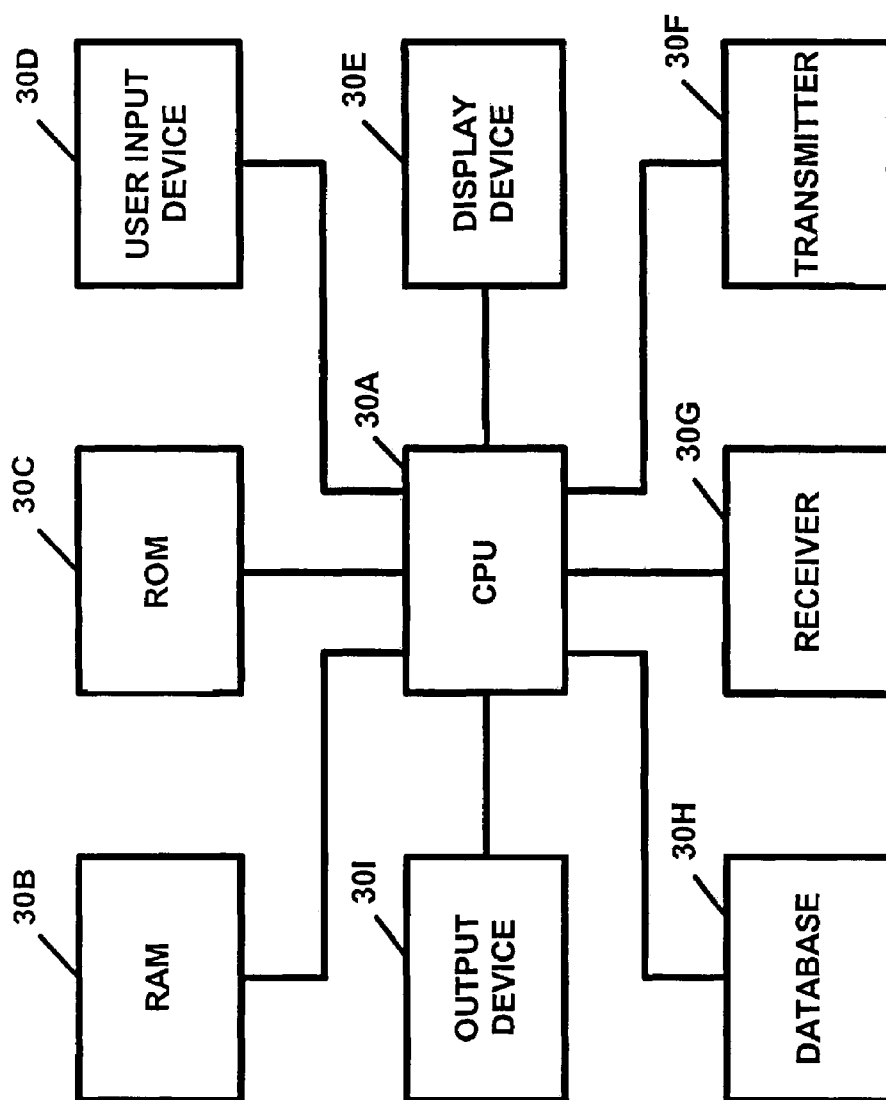 30B
RAM
30C
ROM
30D
USER INPUT
DEVICE
30I
OUTPUT
DEVICE
30A
CPU
30E
DISPLAY
DEVICE
30H
DATABASE
30G
RECEIVER
30F
TRANSMITTER